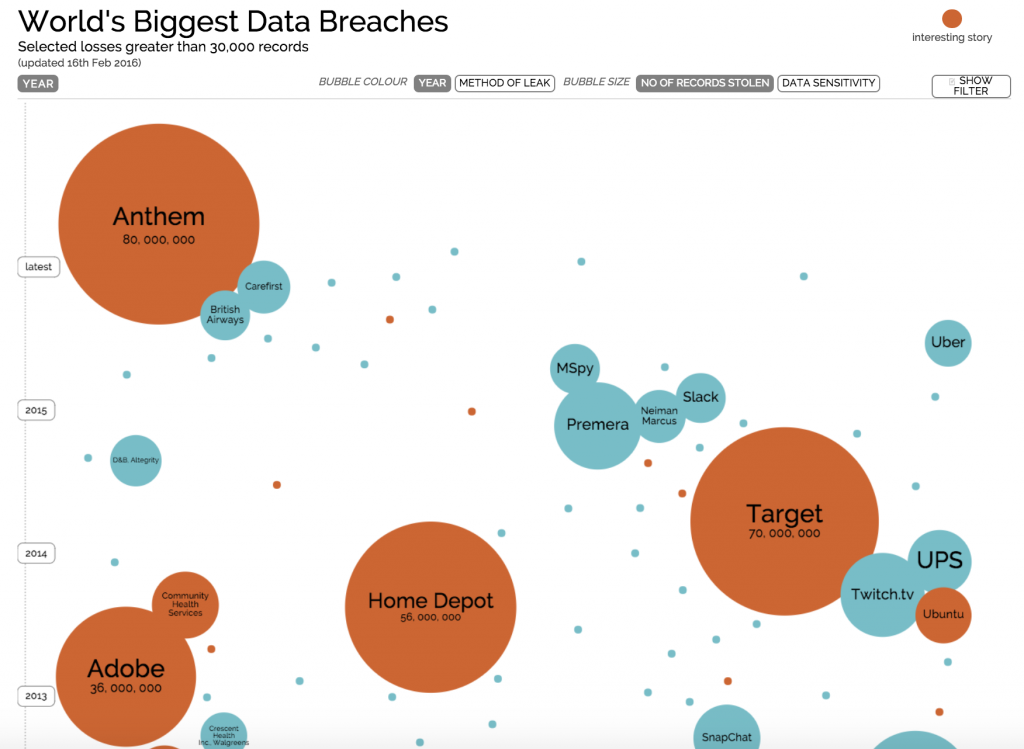 World's Biggest Data Breaches
Selected losses greater than 30,000 records
(updated 16th Feb 2016)
interesting story
YEAR
BUBBLE COLOUR YEAR METHOD OF LEAK BUBBLE SIZE NO OF RECORDS STOLEN DATA SENSITIVITY
SHOW
FILTER
Anthem
80, 000, 000
latest
Carefirst
British
Airways
Uber
MSpy
2015
Slack
Neiman
Marcus
Premera
D&B, Altegrity
Target
70, 000, 000
2014
UPS
Twitch.tv
Ubuntu
Community
Health
Services
Home Depot
56, 000, 000
Adobe
36, 000, 000
2013
Crescent
Health
Inc., Walgreens
SnapChat